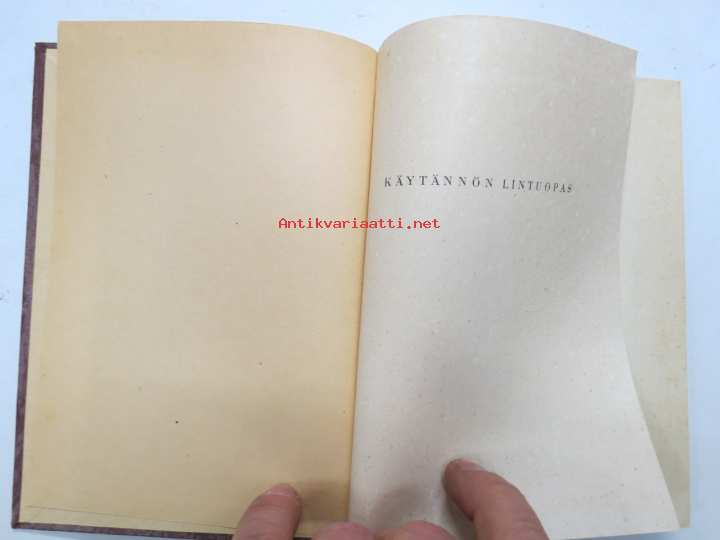 KÄYTÄNNÖN LINTUOPAS
Antikvariaatti.net